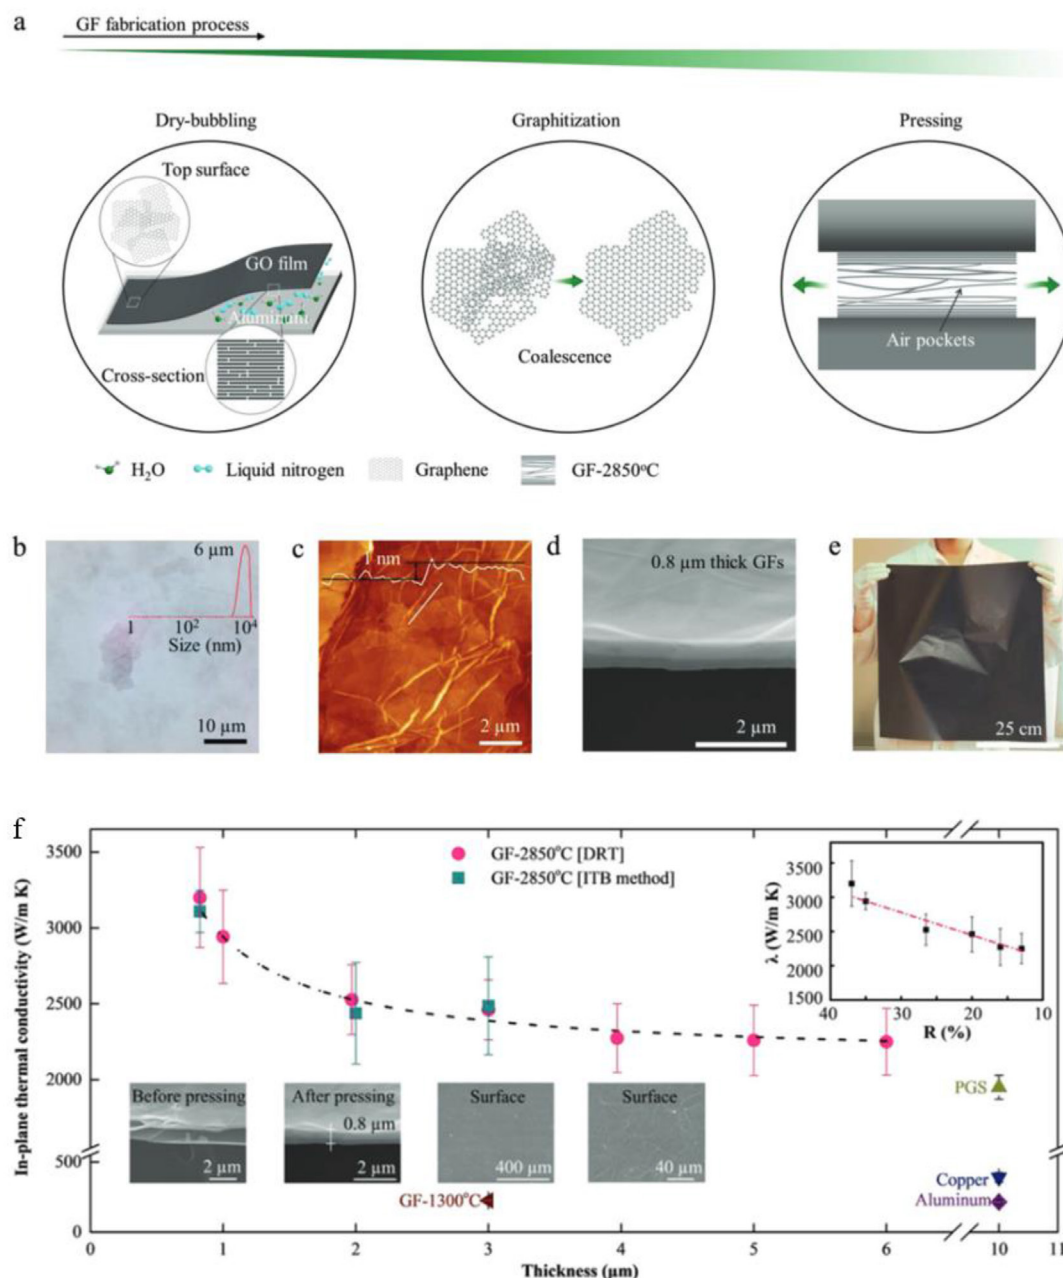 a
GF fabrication process
Dry-bubbling
Graphitization
Pressing
Top surface
GO film
Aluminum
Cross-section
Coalescence
Air pockets
H₂O
Liquid nitrogen
Graphene
GF-2850°C
b
6 µm
1
10²
10⁴
Size (nm)
10 µm
c
1 nm
2 µm
d
0.8 µm thick GFs
2 µm
e
25 cm
f
In-plane thermal conductivity (W/m K)
3500
3000
2500
2000
500
0
GF-2850°C [DRT]
GF-2850°C [ITB method]
λ (W/m K)
3500
3000
2500
2000
1500
40
30
20
10
R (%)
PGS
Copper
Aluminum
Before pressing
2 µm
After pressing
0.8 µm
2 µm
Surface
400 µm
Surface
40 µm
GF-1300°C
0
1
2
3
4
5
6
10
11
Thickness (µm)